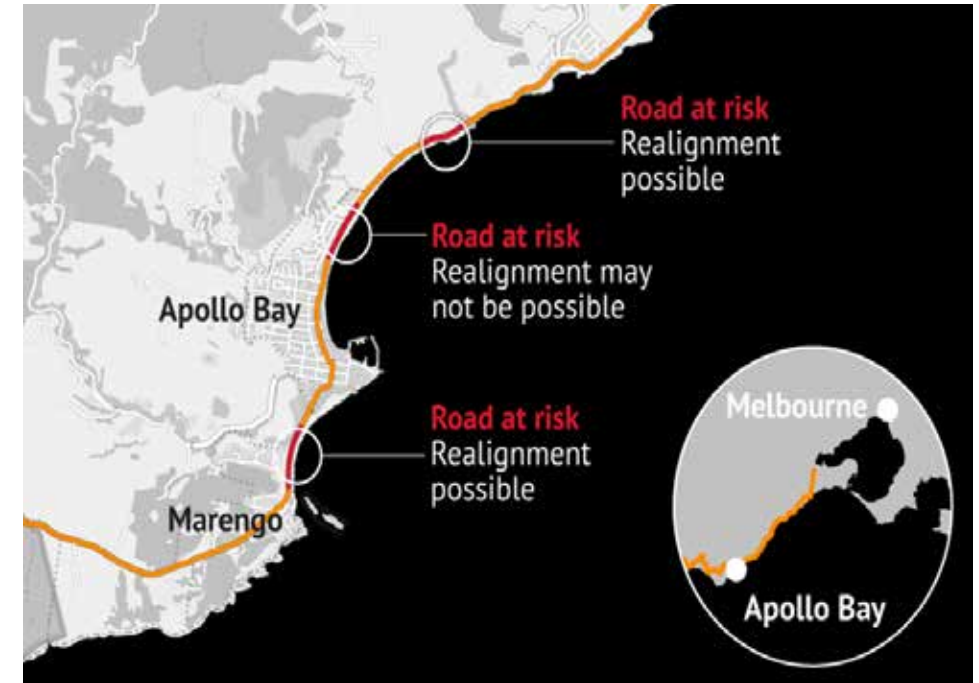 Road at risk
Realignment
possible
Road at risk
Realignment may
not be possible
Apollo Bay
Road at risk
Realignment
possible
Marengo
Melbourne
Apollo Bay